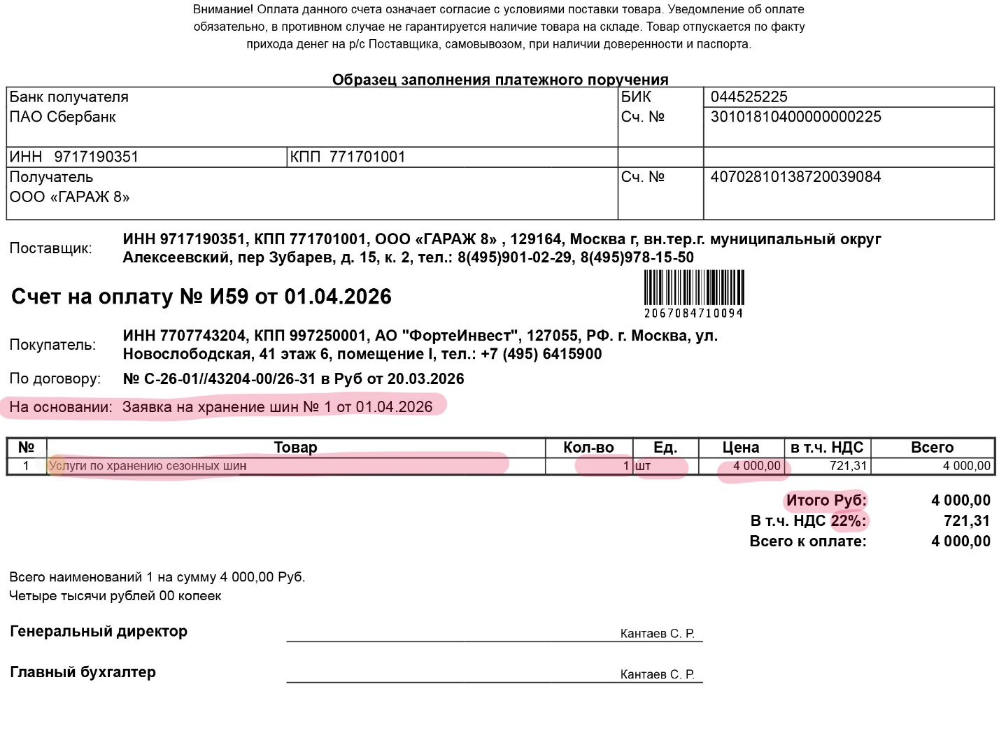 Внимание! Оплата данного счета означает согласие с условиями поставки товара. Уведомление об оплате
обязательно, в противном случае не гарантируется наличие товара на складе. Товар отпускается по факту
прихода денег на р/с Поставщика, самовывозом, при наличии доверенности и паспорта.
Образец заполнения платежного поручения
Банк получателя БИК 044525225
ПАО Сбербанк Сч. № 30101810400000000225
ИНН 9717190351 КПП 771701001
Получатель Сч. № 40702810138720039084
ООО «ГАРАЖ 8»
Поставщик: ИНН 9717190351, КПП 771701001, ООО «ГАРАЖ 8» , 129164, Москва г, вн.тер.г. муниципальный округ
Алексеевский, пер Зубарев, д. 15, к. 2, тел.: 8(495)901-02-29, 8(495)978-15-50
Счет на оплату № И59 от 01.04.2026
2067084710094
Покупатель: ИНН 7707743204, КПП 997250001, АО "ФортеИнвест", 127055, РФ. г. Москва, ул.
Новослободская, 41 этаж 6, помещение I, тел.: +7 (495) 6415900
По договору: № С-26-01//43204-00/26-31 в Руб от 20.03.2026
На основании: Заявка на хранение шин № 1 от 01.04.2026
№ Товар Кол-во Ед. Цена в т.ч. НДС Всего
1 Услуги по хранению сезонных шин 1 шт 4 000,00 721,31 4 000,00
Итого Руб: 4 000,00
В т.ч. НДС 22%: 721,31
Всего к оплате: 4 000,00
Всего наименований 1 на сумму 4 000,00 Руб.
Четыре тысячи рублей 00 копеек
Генеральный директор Кантаев С. Р.
Главный бухгалтер Кантаев С. Р.